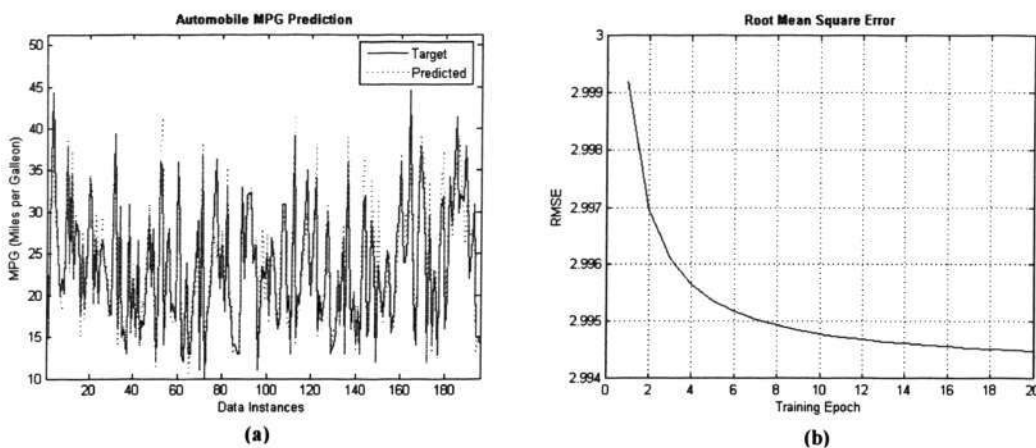 Automobile MPG Prediction
50
45
40
35
30
25
20
15
10
MPG (Miles per Galleon)
Target
Predicted
20 40 60 80 100 120 140 160 180
Data Instances
(a)
Root Mean Square Error
3
2.999
2.998
2.997
2.996
2.995
2.994
RMSE
0 2 4 6 8 10 12 14 16 18 20
Training Epoch
(b)